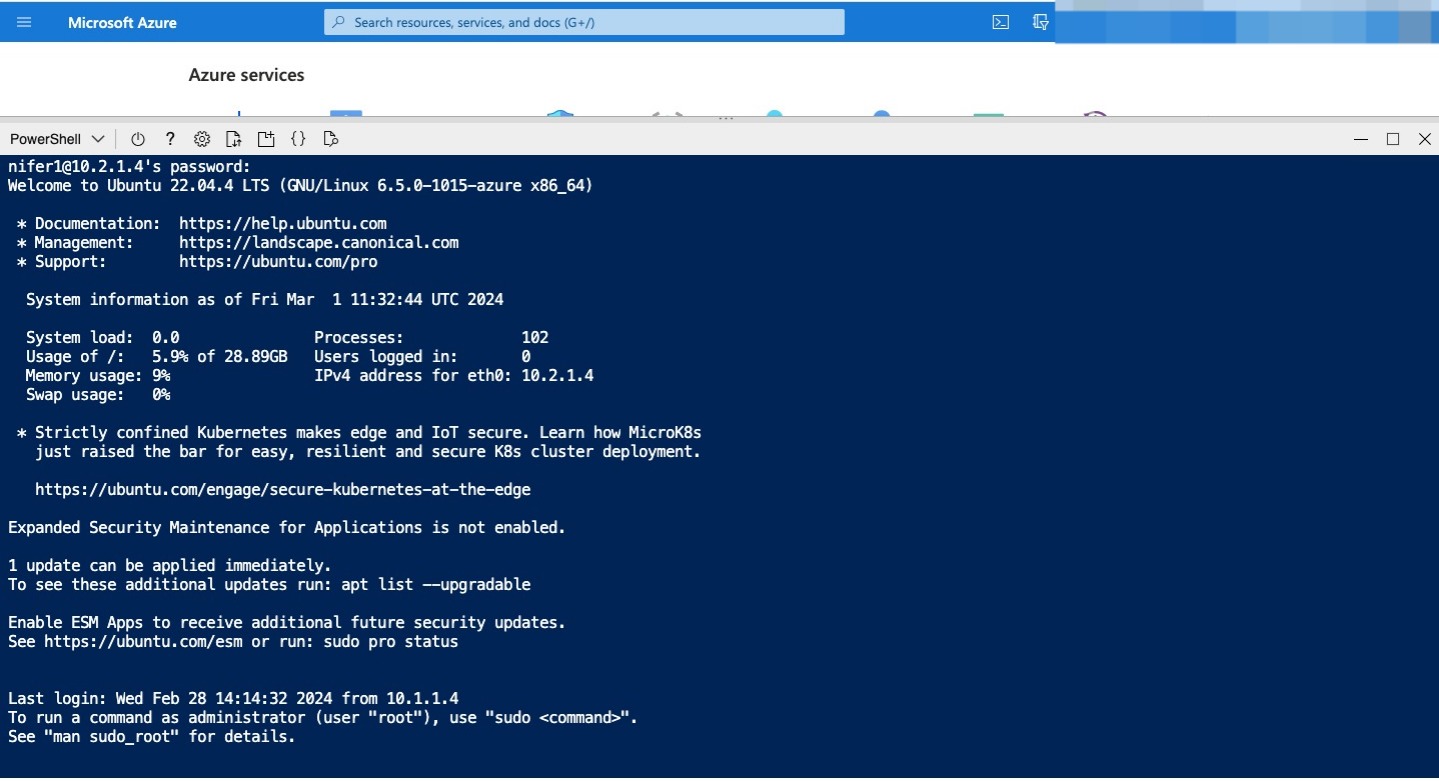 Microsoft Azure
Search resources, services, and docs (G+/)
Azure services
PowerShell
nifer1@10.2.1.4's password:
Welcome to Ubuntu 22.04.4 LTS (GNU/Linux 6.5.0-1015-azure x86_64)
* Documentation: https://help.ubuntu.com
* Management: https://landscape.canonical.com
* Support: https://ubuntu.com/pro
System information as of Fri Mar 1 11:32:44 UTC 2024
System load: 0.0 Processes: 102
Usage of /: 5.9% of 28.89GB Users logged in: 0
Memory usage: 9% IPv4 address for eth0: 10.2.1.4
Swap usage: 0%
* Strictly confined Kubernetes makes edge and IoT secure. Learn how MicroK8s
just raised the bar for easy, resilient and secure K8s cluster deployment.
https://ubuntu.com/engage/secure-kubernetes-at-the-edge
Expanded Security Maintenance for Applications is not enabled.
1 update can be applied immediately.
To see these additional updates run: apt list --upgradable
Enable ESM Apps to receive additional future security updates.
See https://ubuntu.com/esm or run: sudo pro status
Last login: Wed Feb 28 14:14:32 2024 from 10.1.1.4
To run a command as administrator (user "root"), use "sudo <command>".
See "man sudo_root" for details.